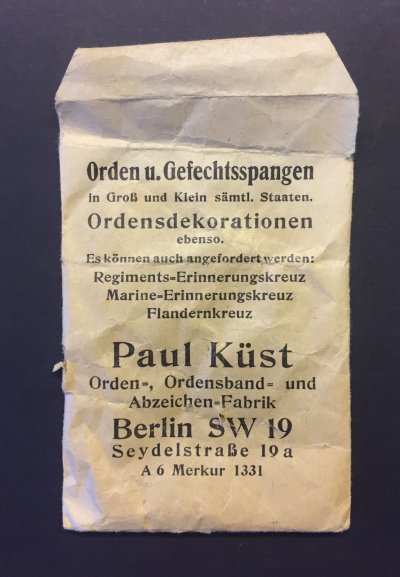 Orden u. Gefechtsspangen
in Groß und Klein sämtl. Staaten.
Ordensdekorationen
ebenso.
Es können auch angefordert werden:
Regiments-Erinnerungskreuz
Marine-Erinnerungskreuz
Flandernkreuz
Paul Küst
Orden-, Ordensband- und
Abzeichen-Fabrik
Berlin SW 19
Seydelstraße 19a
A 6 Merkur 1331